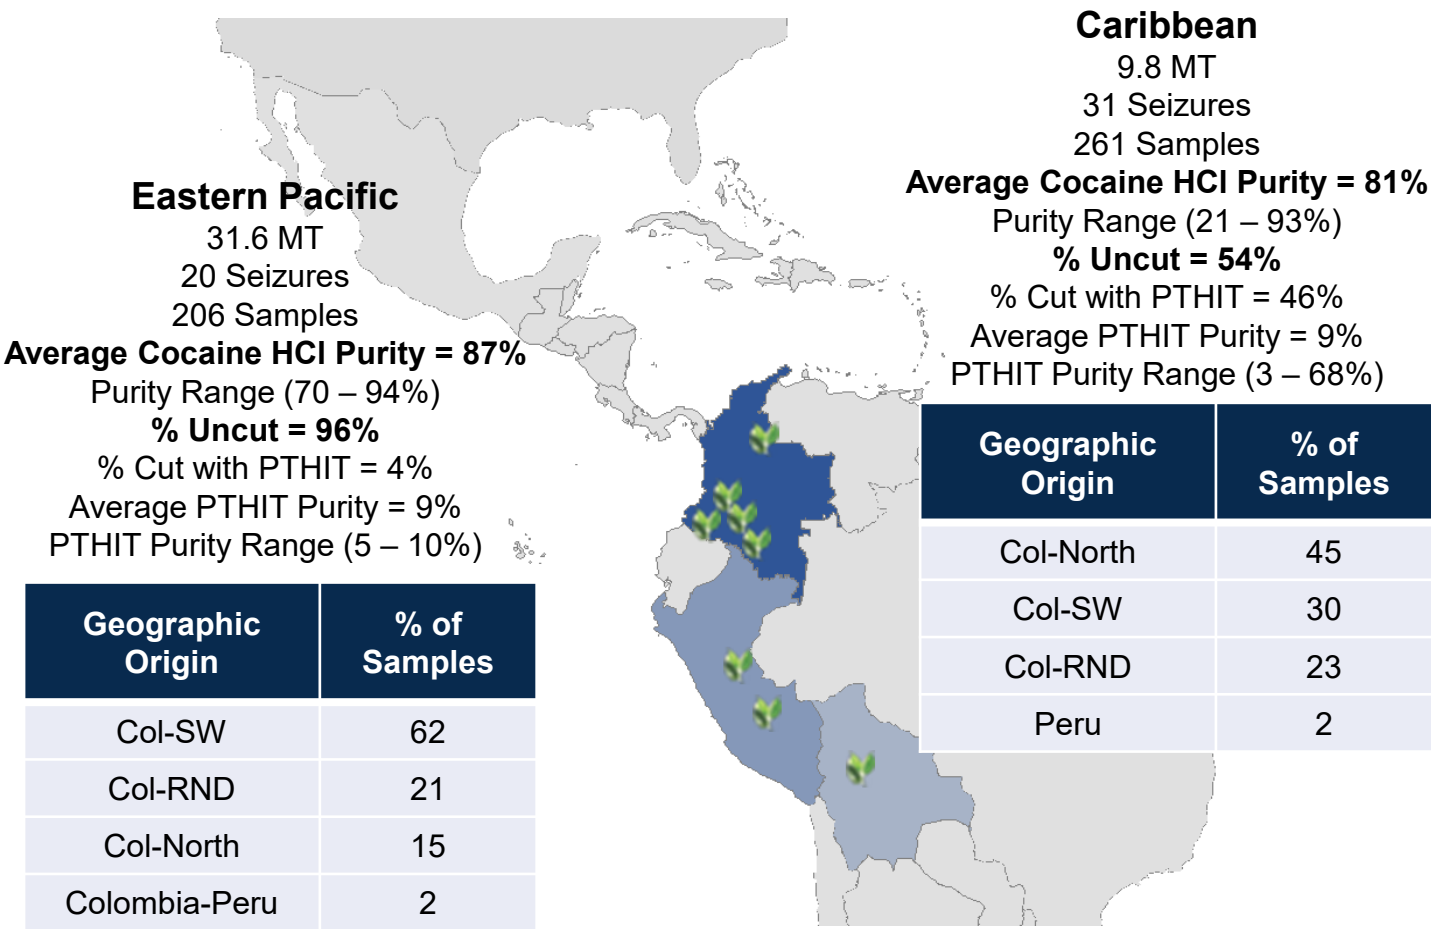 Eastern Pacific
31.6 MT
20 Seizures
206 Samples
Average Cocaine HCl Purity = 87%
Purity Range (70 – 94%)
% Uncut = 96%
% Cut with PTHIT = 4%
Average PTHIT Purity = 9%
PTHIT Purity Range (5 – 10%)
Geographic Origin % of Samples
Col-SW 62
Col-RND 21
Col-North 15
Colombia-Peru 2
Caribbean
9.8 MT
31 Seizures
261 Samples
Average Cocaine HCl Purity = 81%
Purity Range (21 – 93%)
% Uncut = 54%
% Cut with PTHIT = 46%
Average PTHIT Purity = 9%
PTHIT Purity Range (3 – 68%)
Geographic Origin % of Samples
Col-North 45
Col-SW 30
Col-RND 23
Peru 2